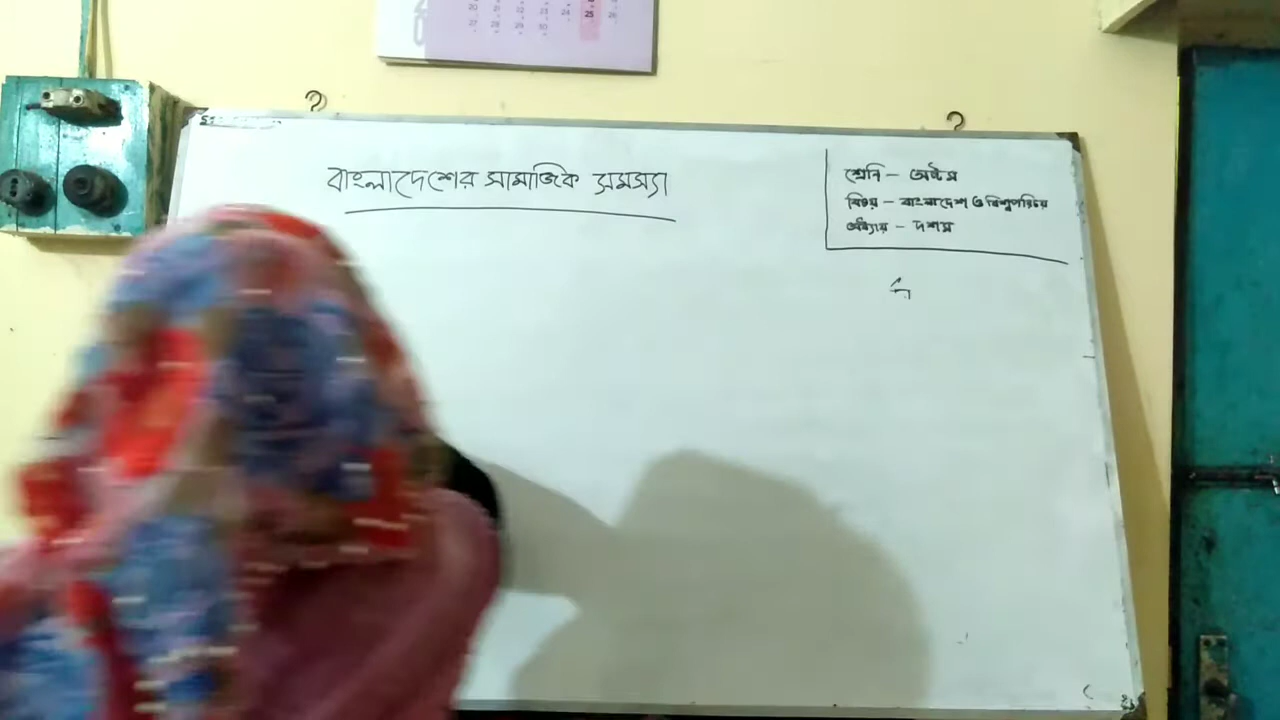 বাংলাদেশের সামাজিক সমস্যা
শ্রেনি - অষ্টম
বিষয় - বাংলাদেশ ও বিশ্বপরিচয়
অধ্যায় - দশম